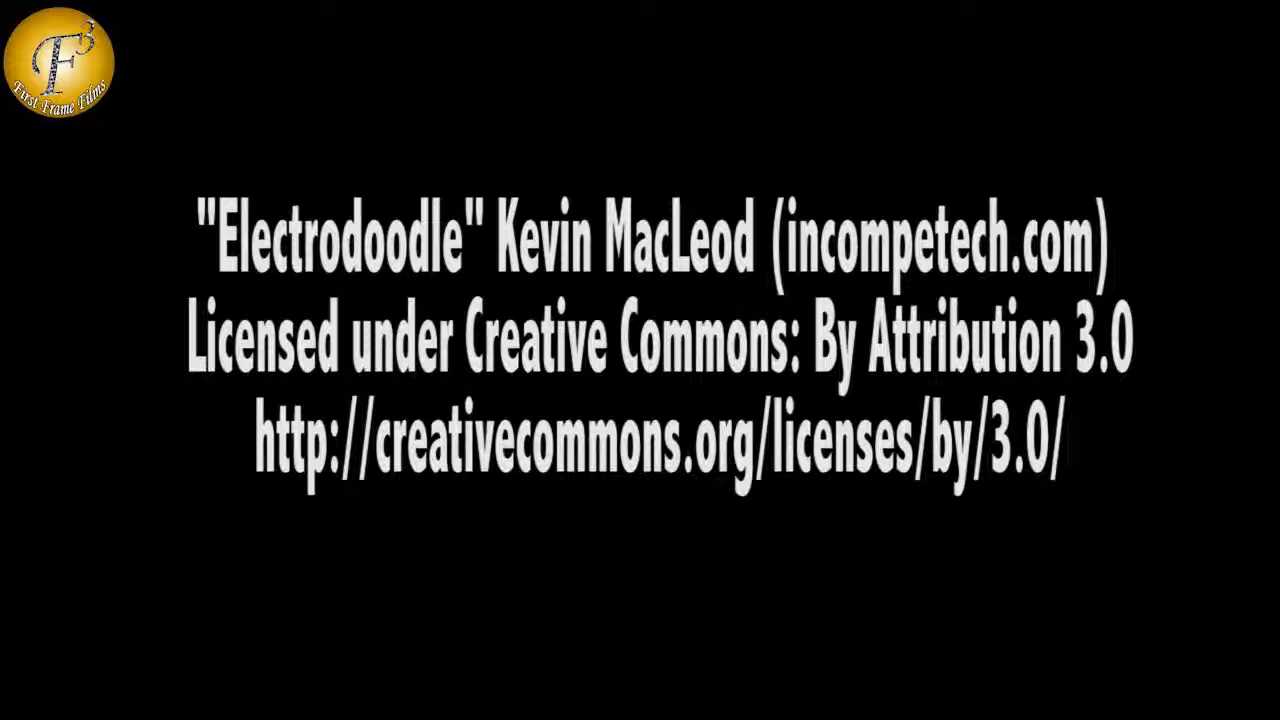 F3
First Frame Films
"Electrodoodle" Kevin MacLeod (incompetech.com)
Licensed under Creative Commons: By Attribution 3.0
http://creativecommons.org/licenses/by/3.0/